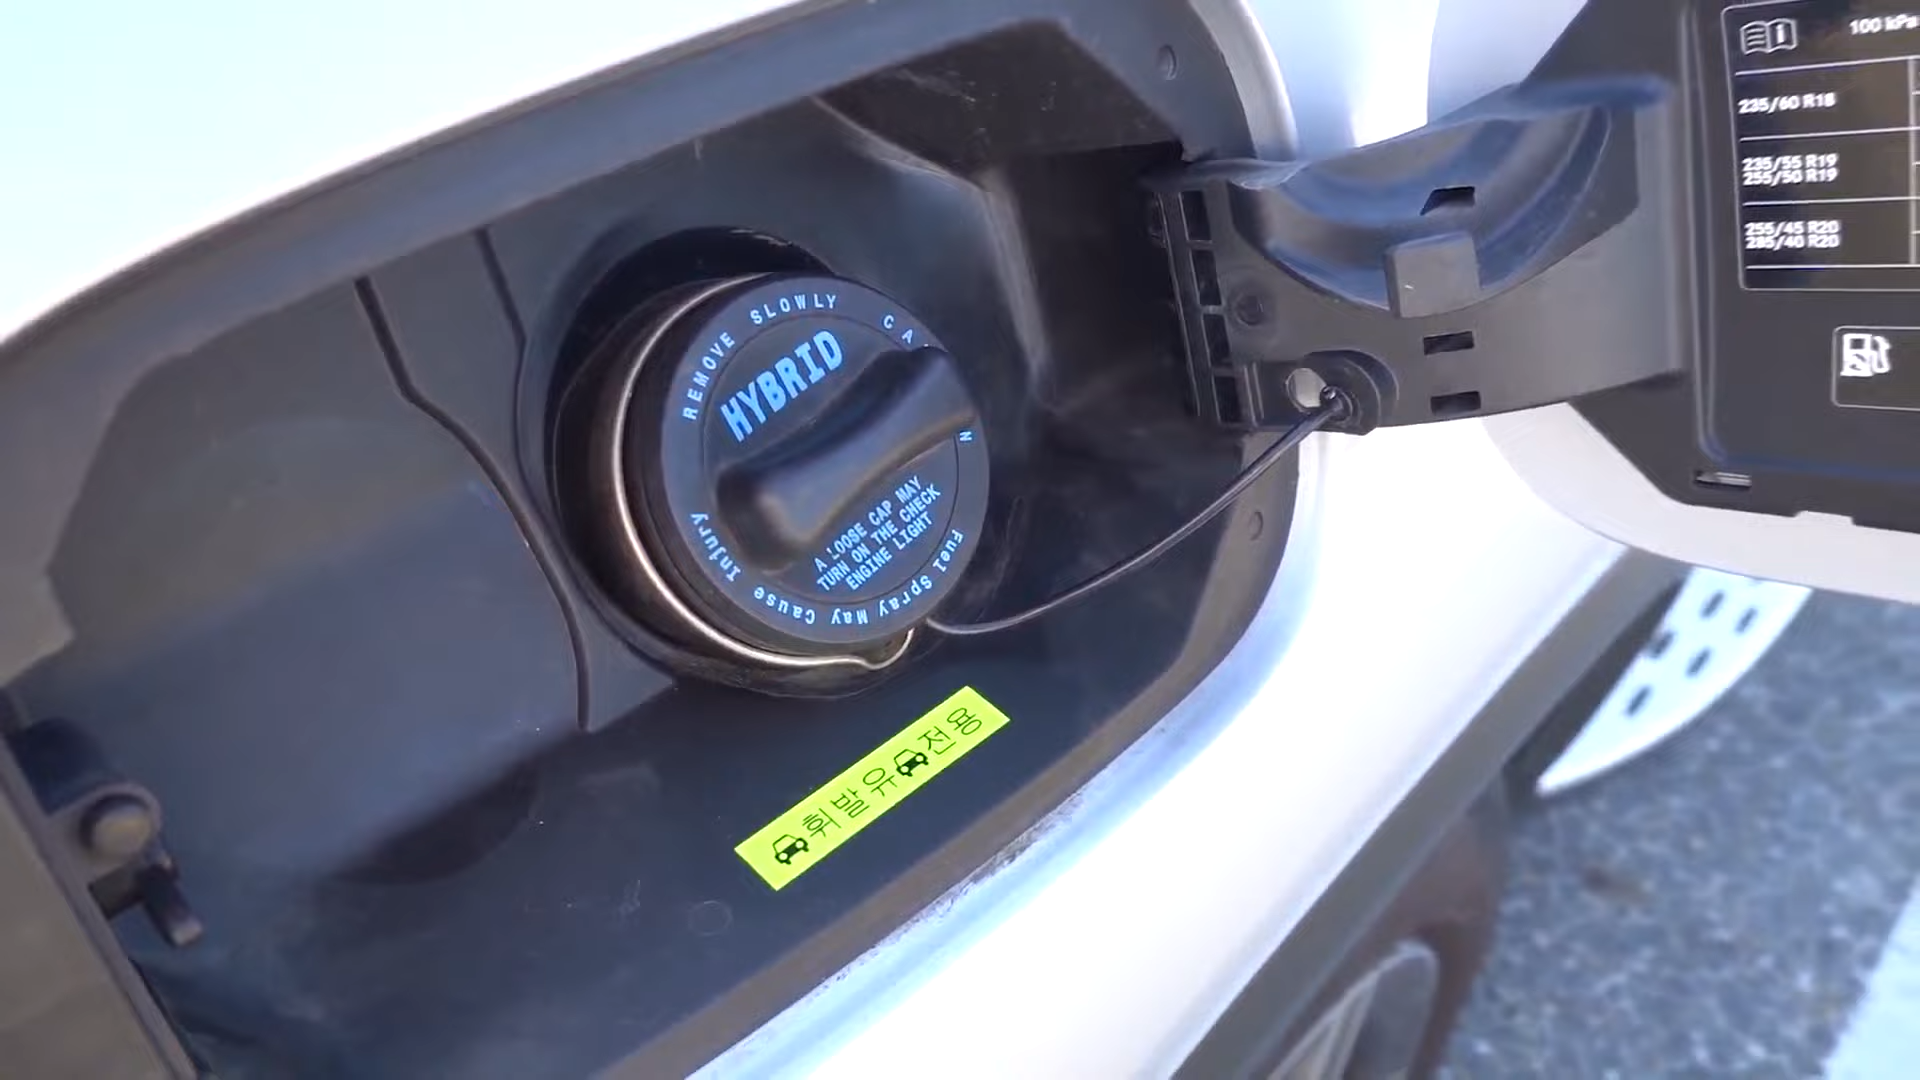 REMOVE SLOWLY
HYBRID
A LOOSE CAP MAY
TURN ON THE CHECK
ENGINE LIGHT
Fuel Spray May Cause Injury
휘발유전용
100 kPa
235/60 R18
235/55 R19
255/50 R19
255/45 R20
285/40 R20